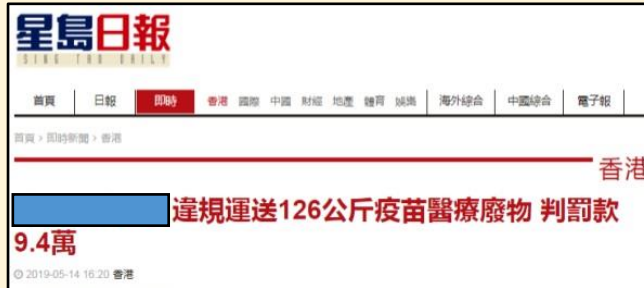 星島日報
SING TAO DAILY
首頁 日報 即時 香港 國際 中國 財經 地產 體育 娛樂 海外綜合 中國綜合 電子報
首頁 > 即時新聞 > 香港
香港
違規運送126公斤疫苗醫療廢物 判罰款
9.4萬
2019-05-14 16:20 香港